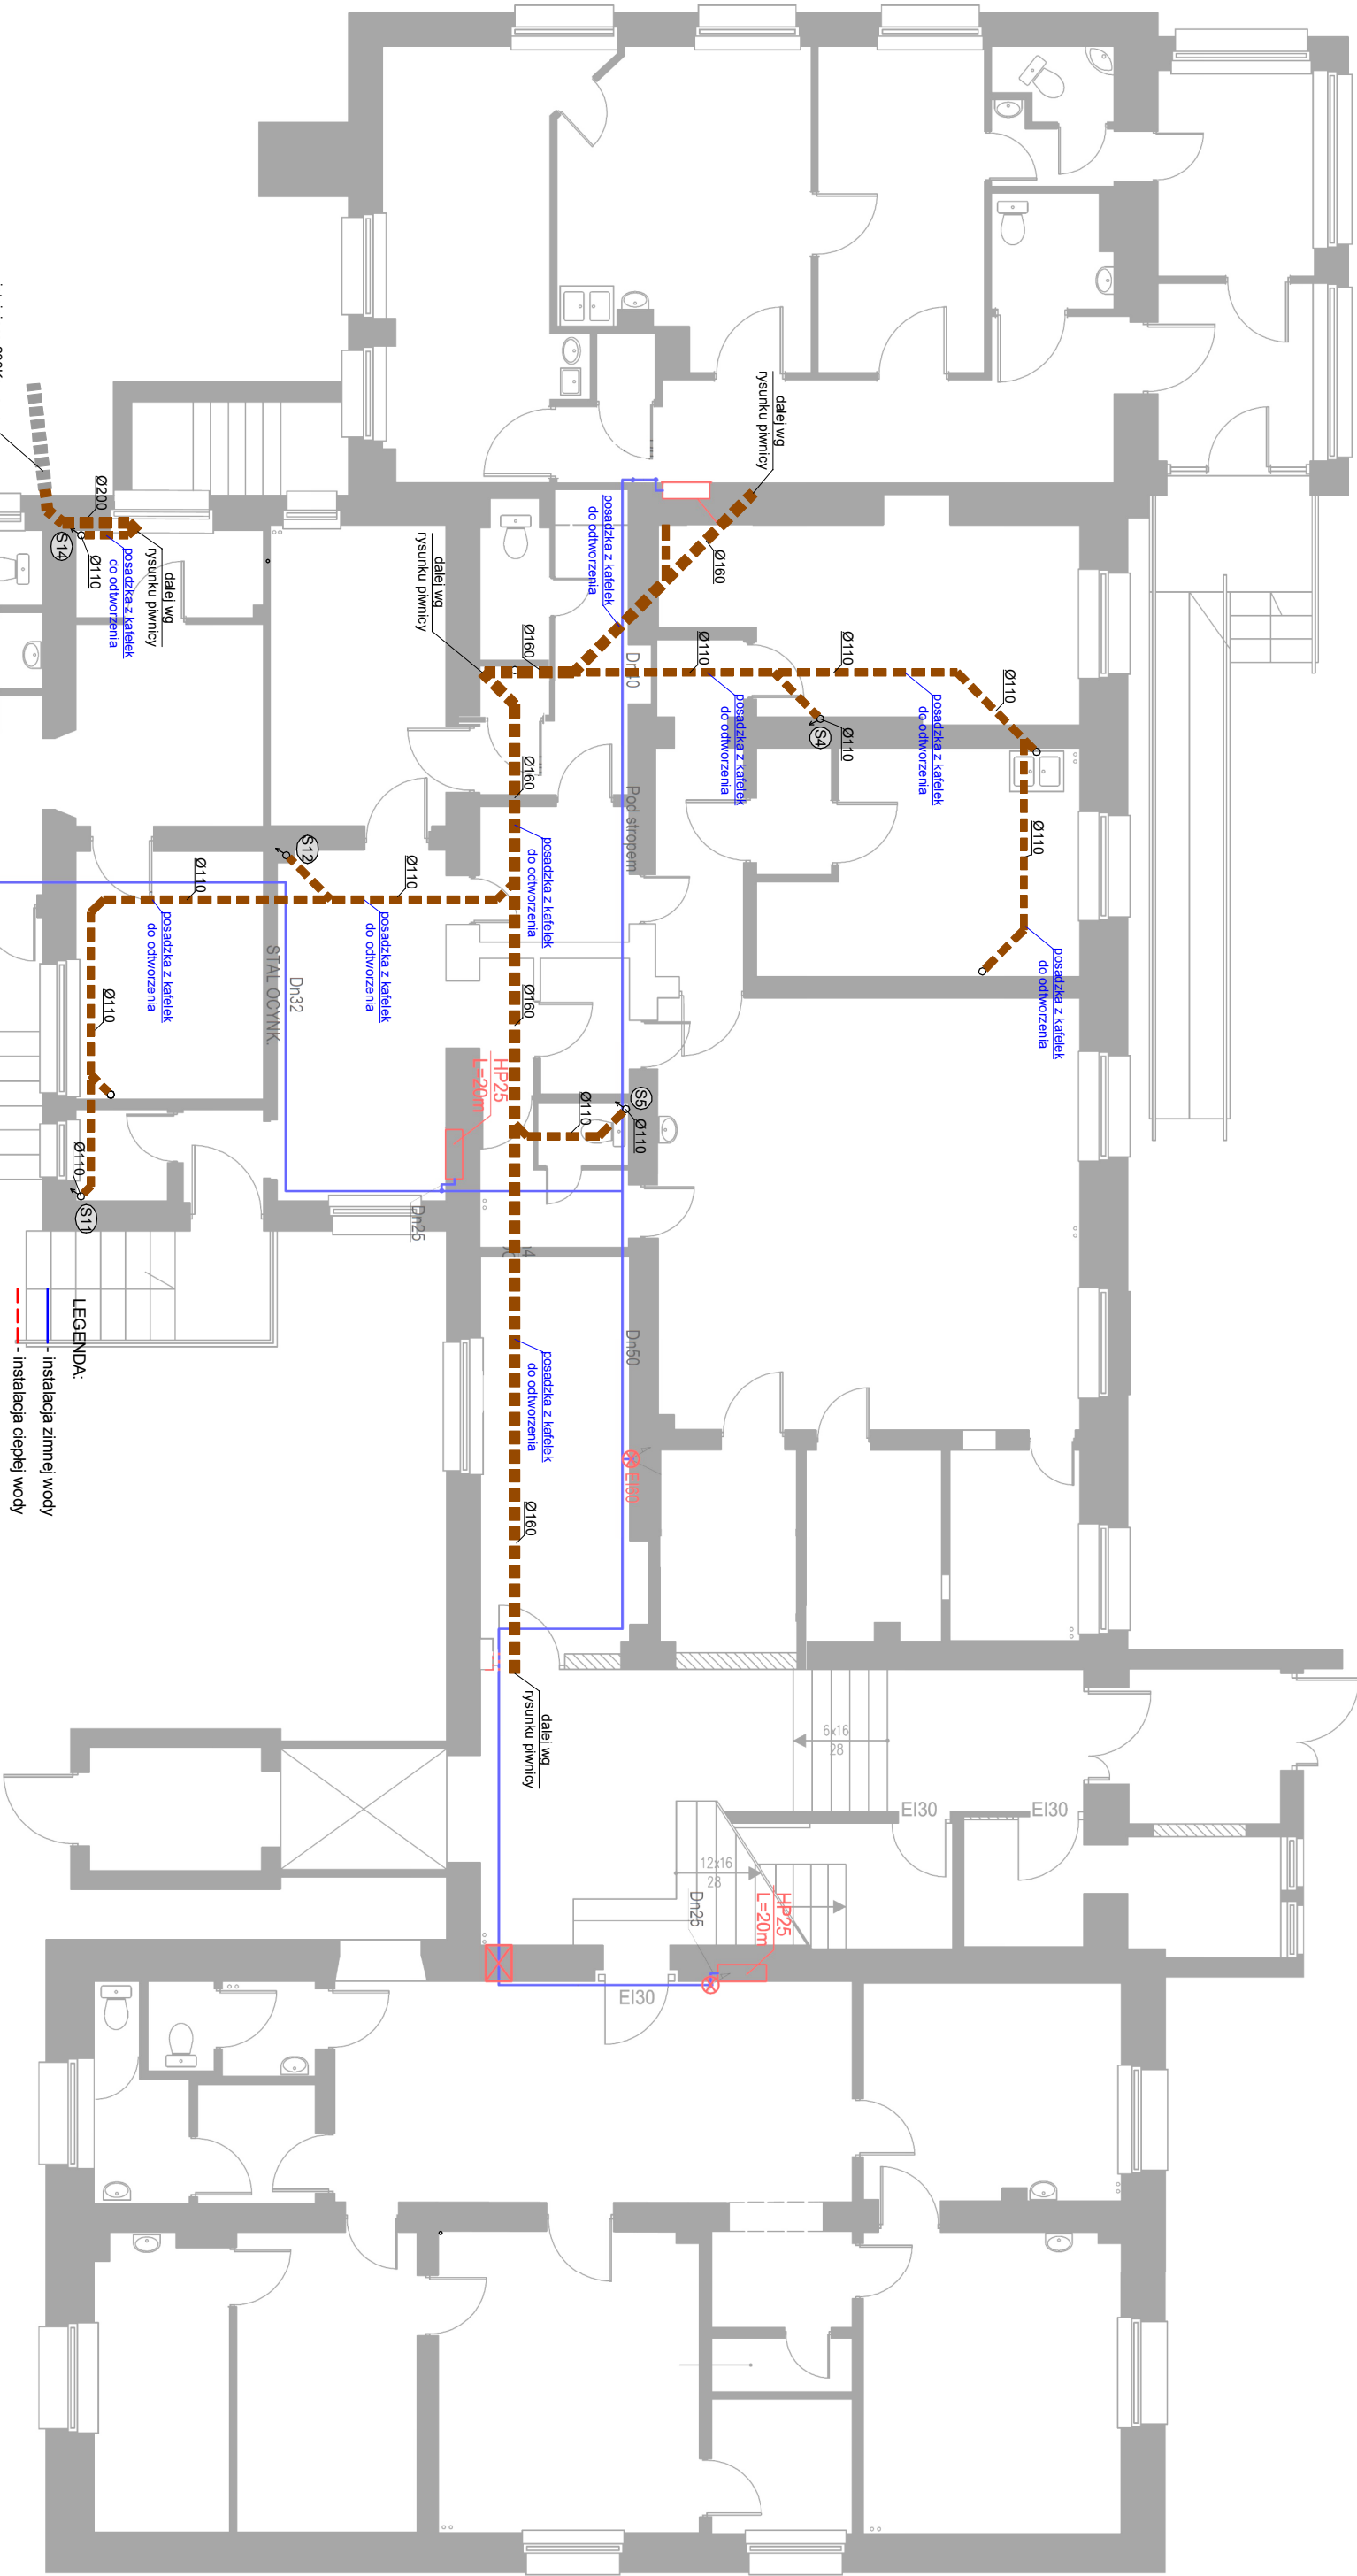 dalej wg
rysunku piwnicy
Ø160
posadzka z kafelek
do odtworzenia
Ø200
S14
Ø110
posadzka z kafelek
do odtworzenia
dalej wg
rysunku piwnicy
dalej wg
rysunku piwnicy
Ø160
Dn40
Ø110
Ø110
Ø110
posadzka z kafelek
do odtworzenia
S4
Ø110
posadzka z kafelek
do odtworzenia
Ø160
Pod stropem
Ø110
posadzka z kafelek
do odtworzenia
S12
Ø110
Ø110
posadzka z kafelek
do odtworzenia
posadzka z kafelek
do odtworzenia
posadzka z kafelek
do odtworzenia
Dn32
STAL OCYNK.
Ø110
Ø160
HP25
L=20m
S5
Ø110
Ø110
Ø110
S11
Dn25
Dn50
posadzka z kafelek
do odtworzenia
EI60
Ø160
LEGENDA:
- instalacja zimnej wody
- instalacja ciepłej wody
dalej wg
rysunku piwnicy
6x16
28
EI30
EI30
12x16
28
Dn25
HP25
L=20m
EI30